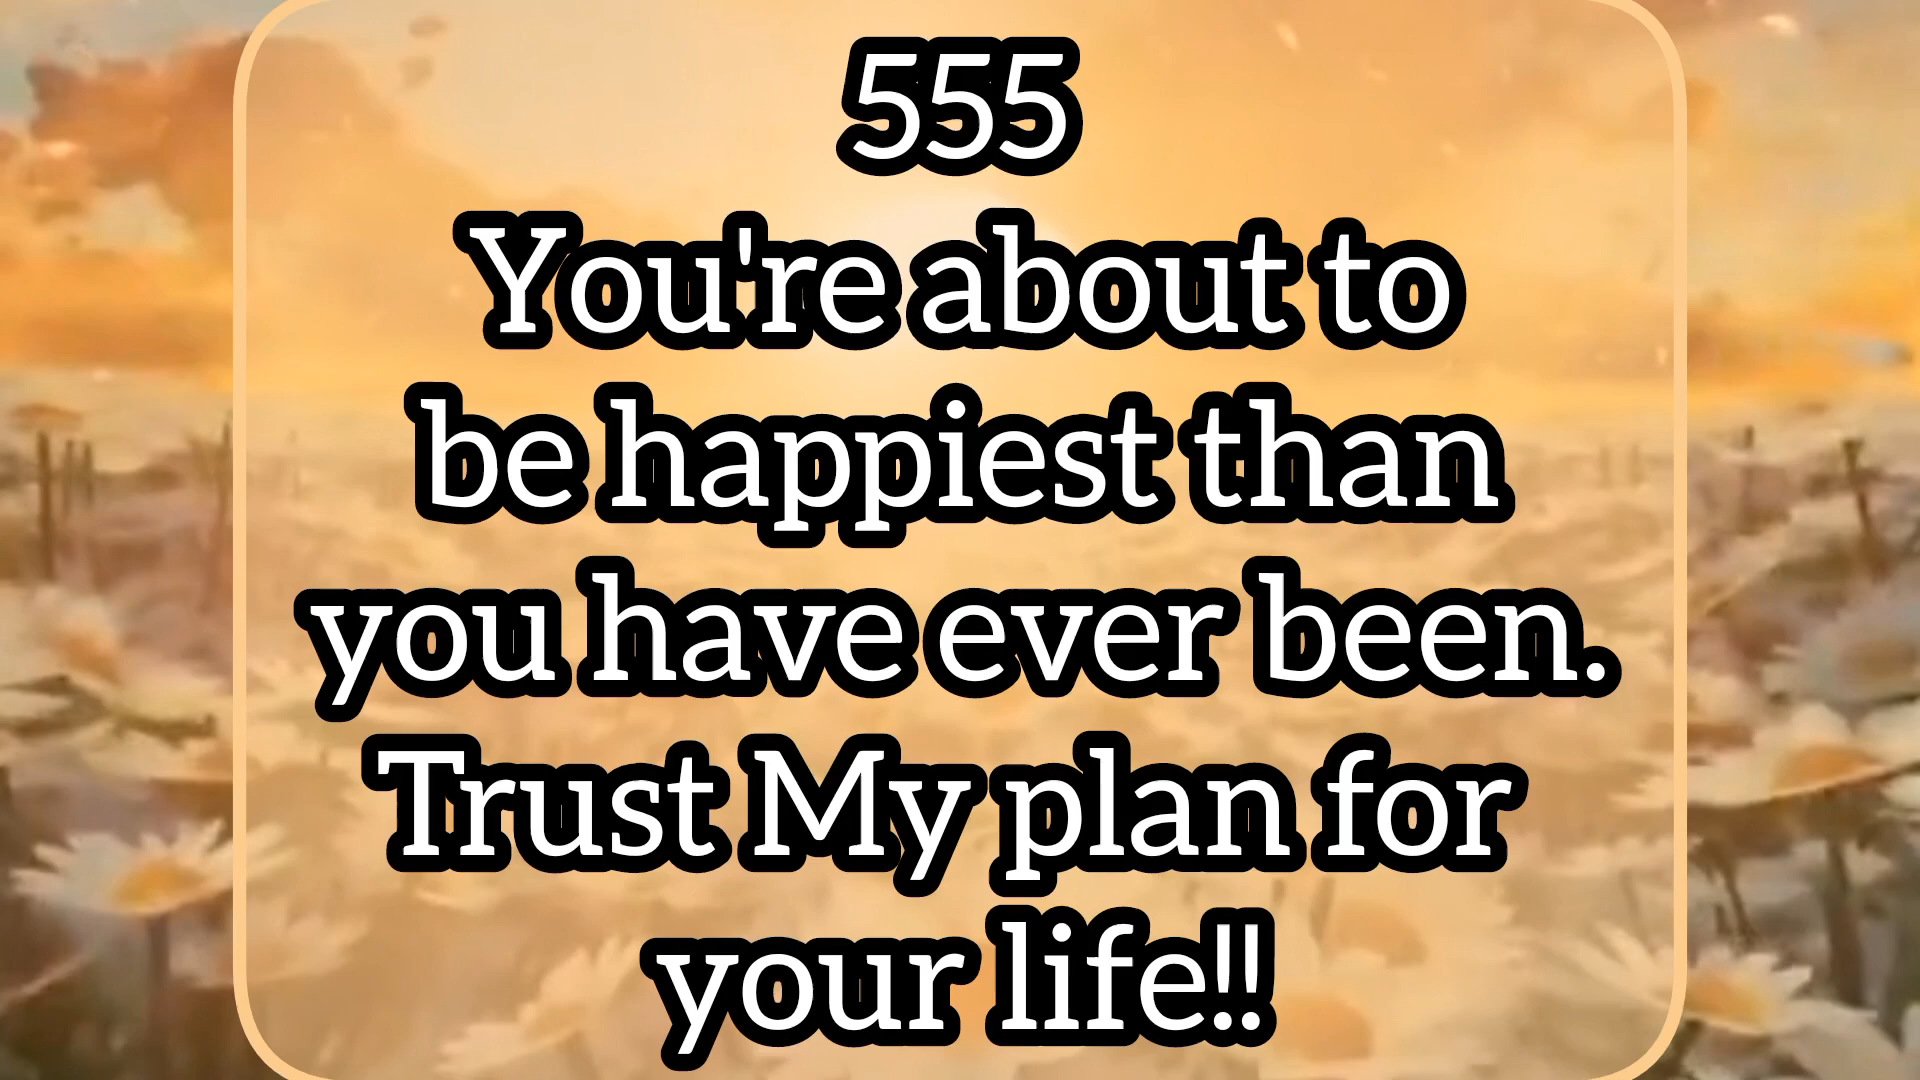 555
You're about to
be happiest than
you have ever been.
Trust My plan for
your life!!